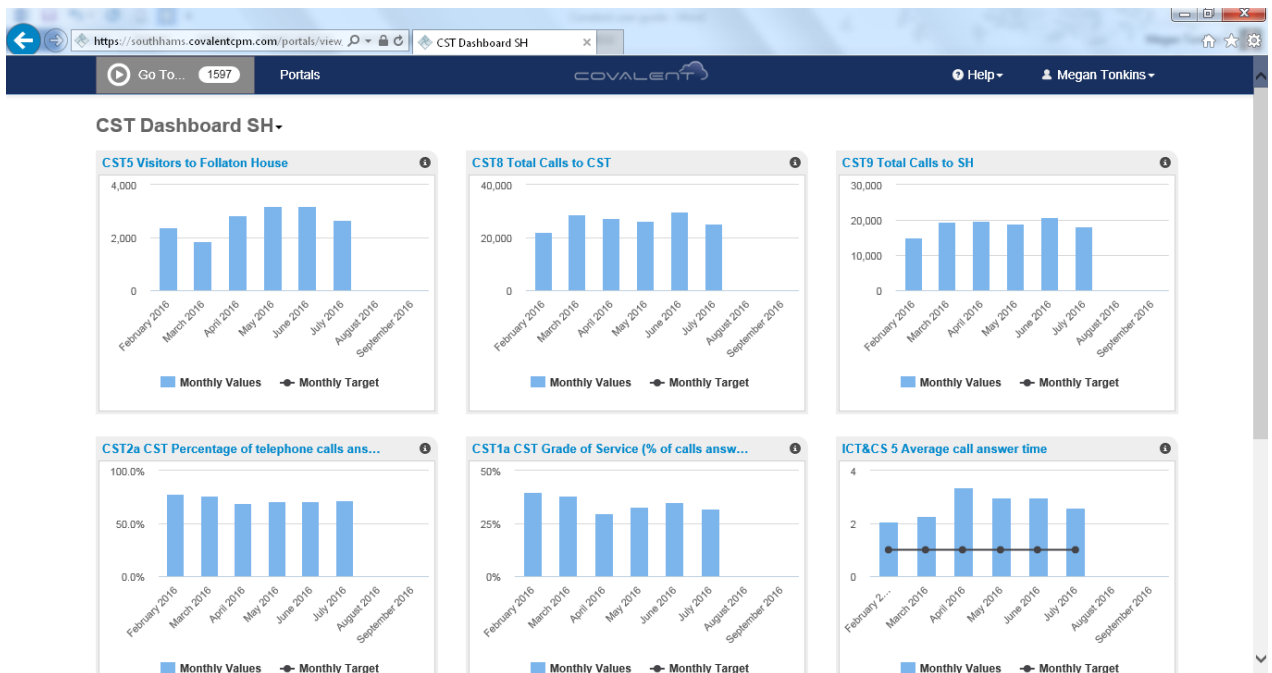 https://southhams.covalentcpm.com/portals/view
CST Dashboard SH
Go To... 1597 Portals COVALENT Help Megan Tonkins
CST Dashboard SH
CST5 Visitors to Follaton House
4,000
2,000
0
February 2016 March 2016 April 2016 May 2016 June 2016 July 2016 August 2016 September 2016
Monthly Values Monthly Target
CST8 Total Calls to CST
40,000
20,000
0
February 2016 March 2016 April 2016 May 2016 June 2016 July 2016 August 2016 September 2016
Monthly Values Monthly Target
CST9 Total Calls to SH
30,000
20,000
10,000
0
February 2016 March 2016 April 2016 May 2016 June 2016 July 2016 August 2016 September 2016
Monthly Values Monthly Target
CST2a CST Percentage of telephone calls ans...
100.0%
50.0%
0.0%
February 2016 March 2016 April 2016 May 2016 June 2016 July 2016 August 2016 September 2016
Monthly Values Monthly Target
CST1a CST Grade of Service (% of calls answ...
50%
25%
0%
February 2016 March 2016 April 2016 May 2016 June 2016 July 2016 August 2016 September 2016
Monthly Values Monthly Target
ICT&CS 5 Average call answer time
4
2
0
February 2... March 2016 April 2016 May 2016 June 2016 July 2016 August 2016 September 2016
Monthly Values Monthly Target